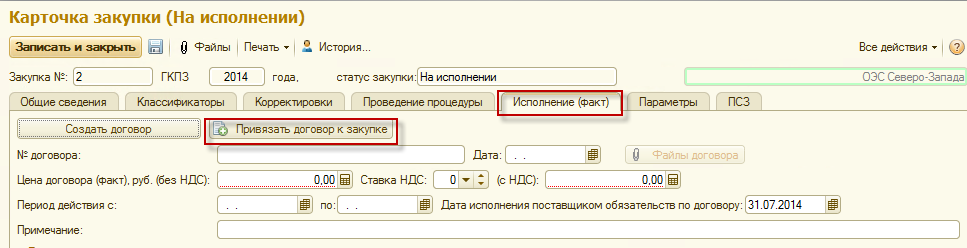 Карточка закупки (На исполнении)
Записать и закрыть Файлы Печать История... Все действия ?
Закупка №: 2 ГКПЗ 2014 года, статус закупки: На исполнении ОЭС Северо-Запада
Общие сведения Классификаторы Корректировки Проведение процедуры Исполнение (факт) Параметры ПСЗ
Создать договор Привязать договор к закупке
№ договора: Дата: . . Файлы договора
Цена договора (факт), руб. (без НДС): 0,00 Ставка НДС: 0 (с НДС): 0,00
Период действия с: . . по: . . Дата исполнения поставщиком обязательств по договору: 31.07.2014
Примечание: